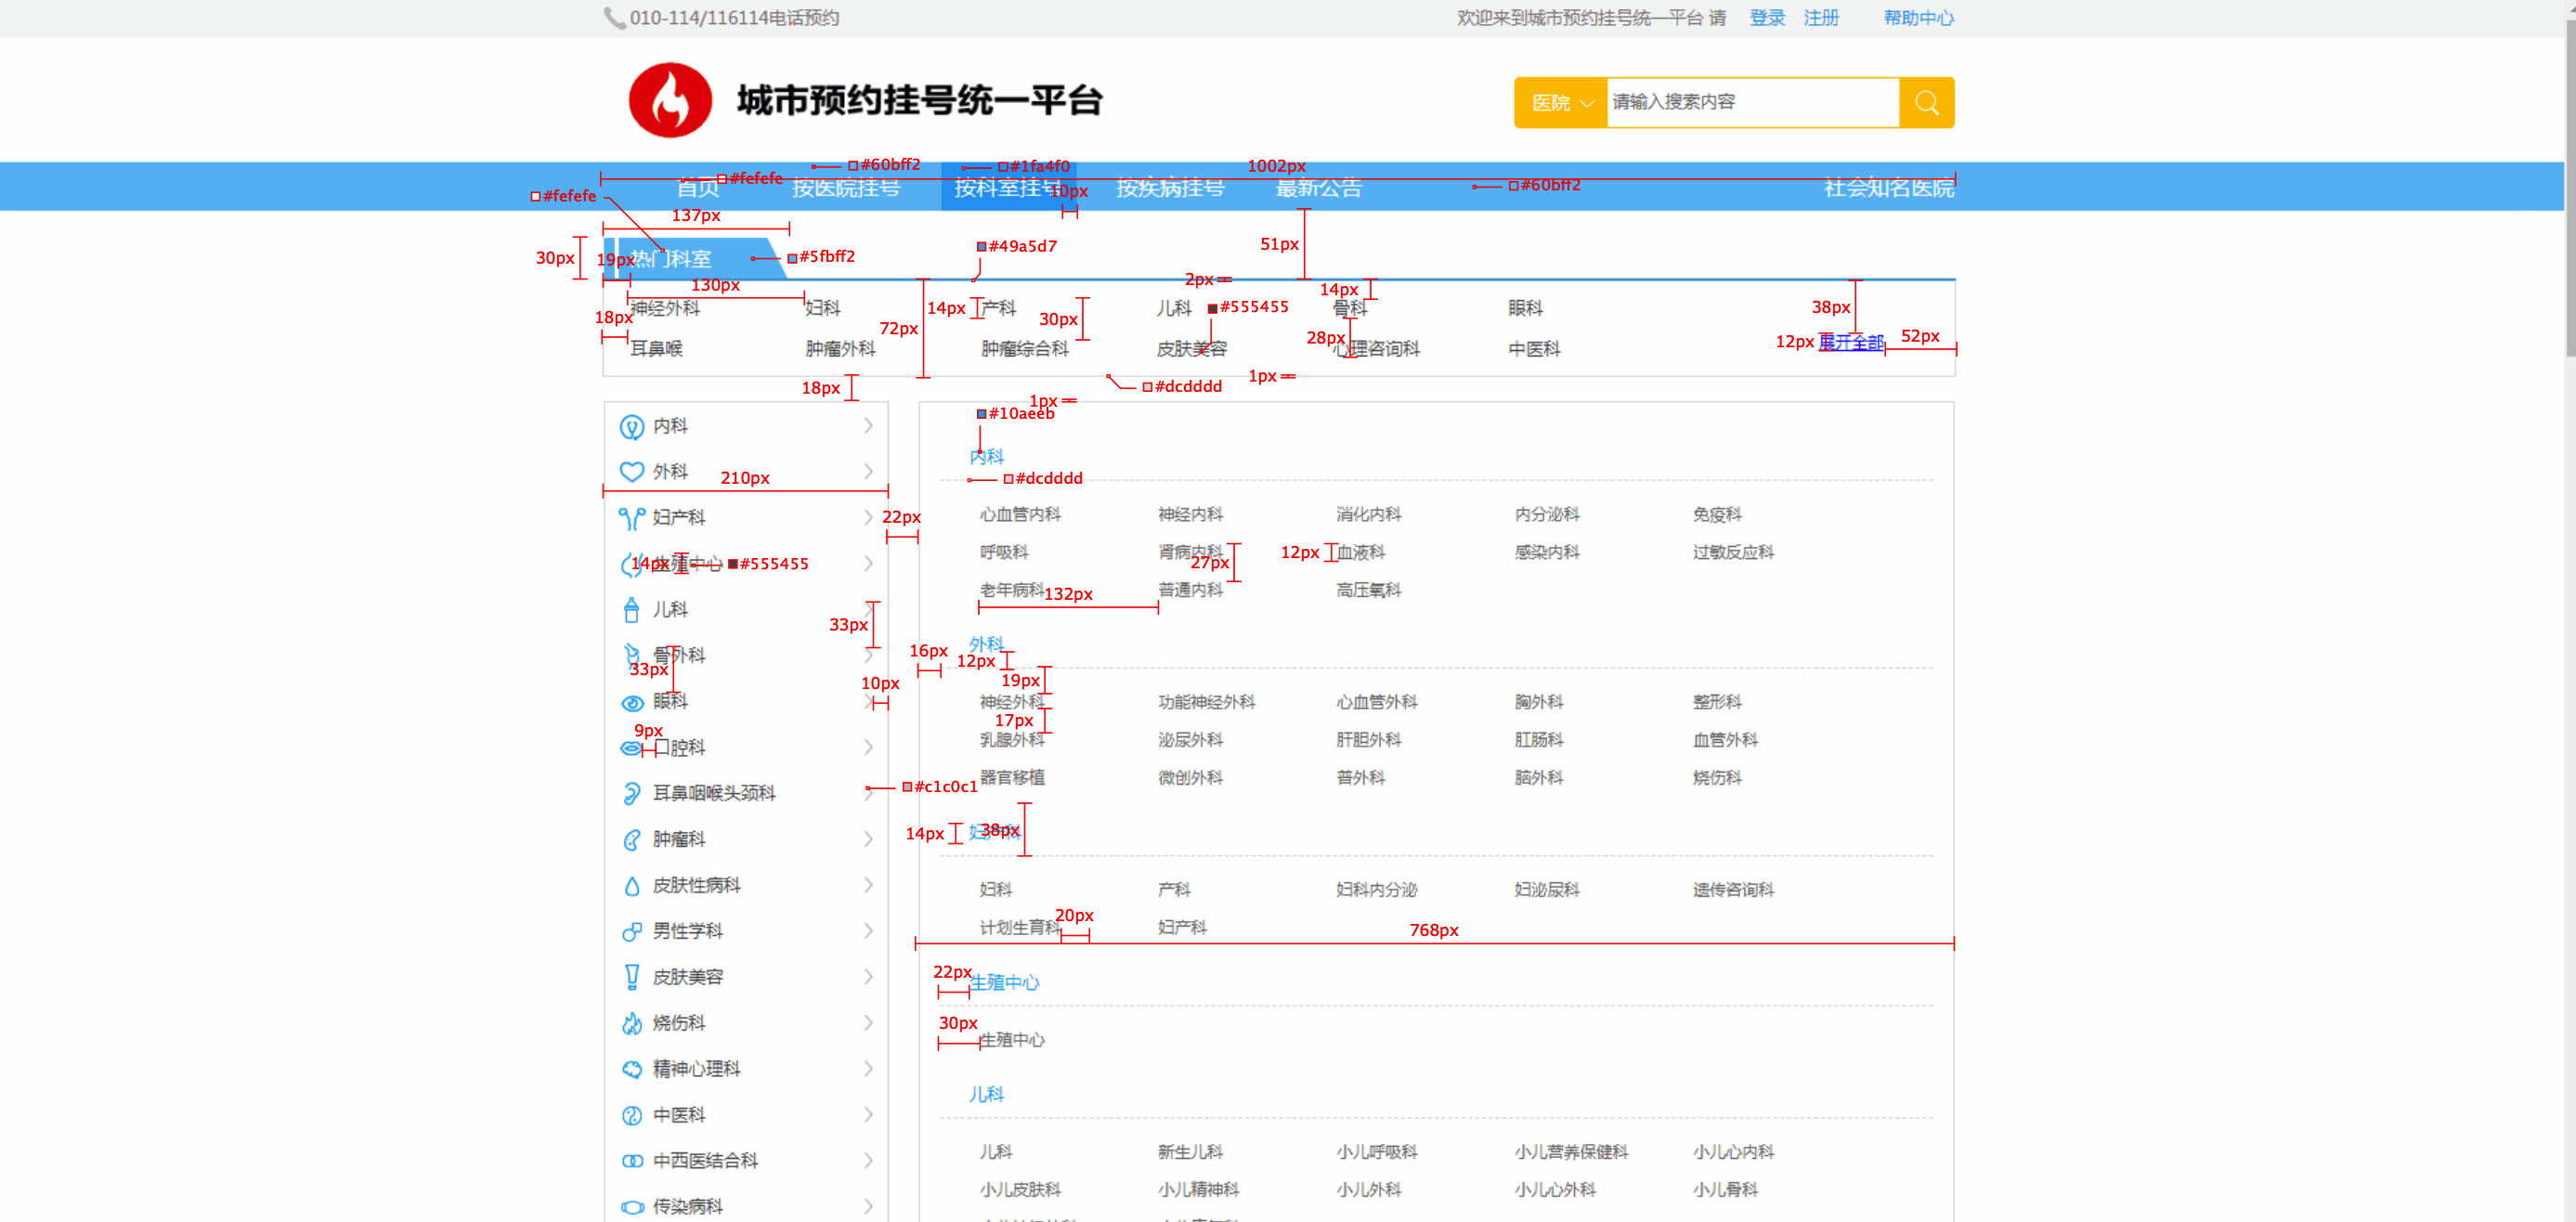 010-114/116114电话预约
欢迎来到城市预约挂号统一平台 请 登录 注册 帮助中心
城市预约挂号统一平台
医院 请输入搜索内容
#60bff2 #1fa4f0 1002px
#fefefe #60bff2
首页 按医院挂号 按科室挂号 按疾病挂号 最新公告 社会知名医院
#fefefe 10px
137px
51px
30px 19px 热门科室 #5fbff2 #49a5d7
130px 2px 14px
神经外科 妇科 14px 产科 30px 儿科 #555455 骨科 眼科 38px
18px 72px 28px
耳鼻喉 肿瘤外科 肿瘤综合科 皮肤美容 心理咨询科 中医科 12px 展开全部 52px
18px #dcdddd 1px
1px
#10aeeb
内科
外科
210px
妇产科
22px
14px 生殖中心 #555455
儿科
33px
骨外科
33px
眼科
10px
9px
口腔科
耳鼻咽喉头颈科
#c1c0c1
肿瘤科
皮肤性病科
男性学科
皮肤美容
烧伤科
精神心理科
中医科
中西医结合科
传染病科
内科
#dcdddd
心血管内科 神经内科 消化内科 内分泌科 免疫科
呼吸科 肾病内科 27px 12px 血液科 感染内科 过敏反应科
老年病科 普通内科 高压氧科
132px
外科
16px 12px
19px
神经外科 功能神经外科 心血管外科 胸外科 整形科
17px
乳腺外科 泌尿外科 肝胆外科 肛肠科 血管外科
器官移植 微创外科 普外科 脑外科 烧伤科
14px 妇产科 38px
妇科 产科 妇科内分泌 妇泌尿科 遗传咨询科
20px
计划生育科 妇产科
768px
22px 生殖中心
30px
生殖中心
儿科
儿科 新生儿科 小儿呼吸科 小儿营养保健科 小儿心内科
小儿皮肤科 小儿精神科 小儿外科 小儿心外科 小儿骨科